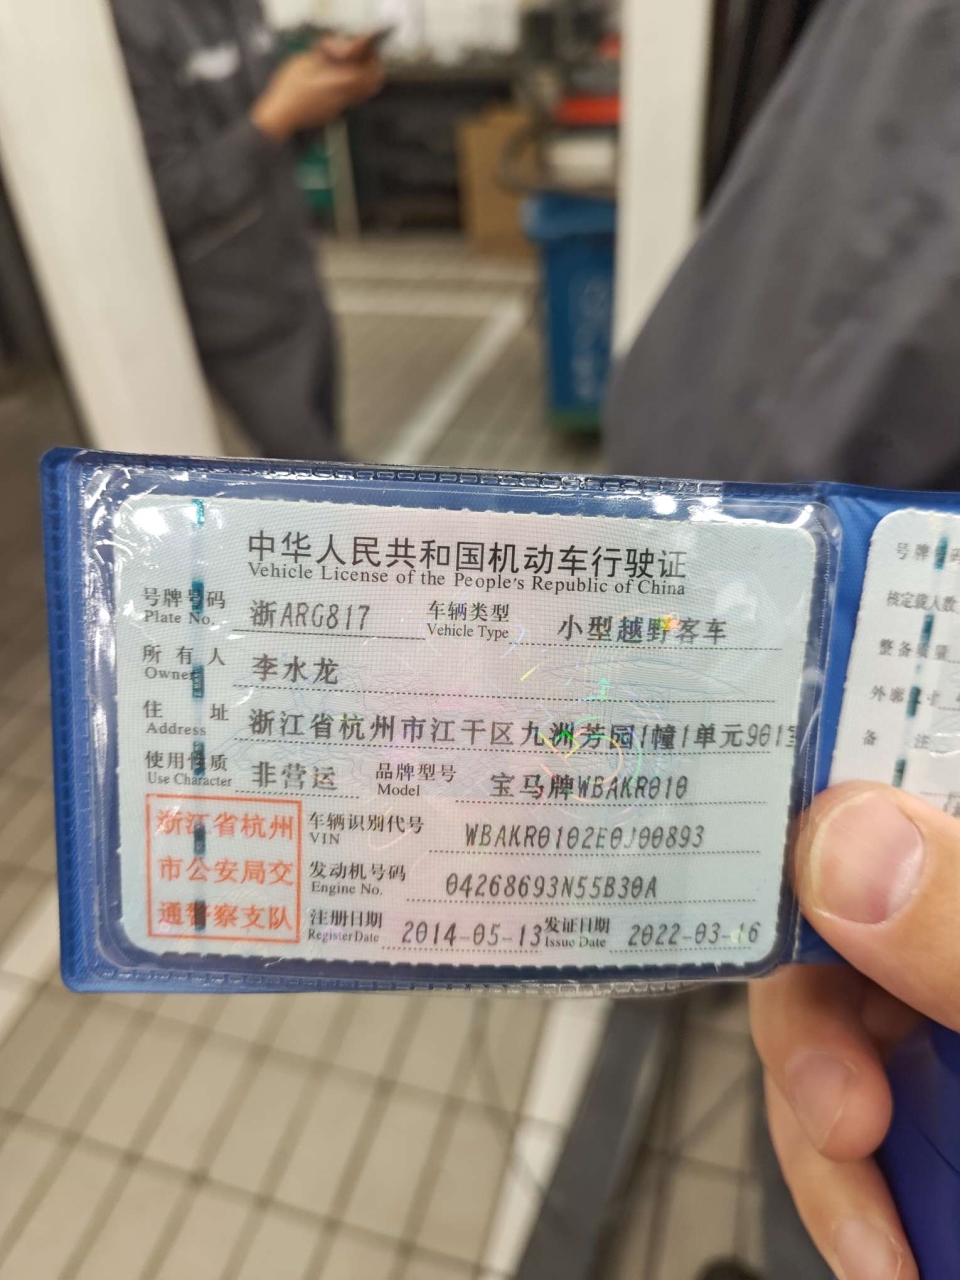 中华人民共和国机动车行驶证
Vehicle License of the People's Republic of China
号牌号码 浙ARG817 车辆类型 小型越野客车
Plate No. Vehicle Type
所有人 李水龙
Owner
住址 浙江省杭州市江干区九洲芳园1幢1单元901室
Address
使用性质 非营运 品牌型号 宝马牌WBAKR010
Use Character Model
浙江省杭州
市公安局交
通警察支队
车辆识别代号 WBAKR0102E0J00893
VIN
发动机号码 04268693N55B30A
Engine No.
注册日期 2014-05-13 发证日期 2022-03-16
Register Date Issue Date
号牌号码
核定载人数
整备质量
外廓尺寸
备注